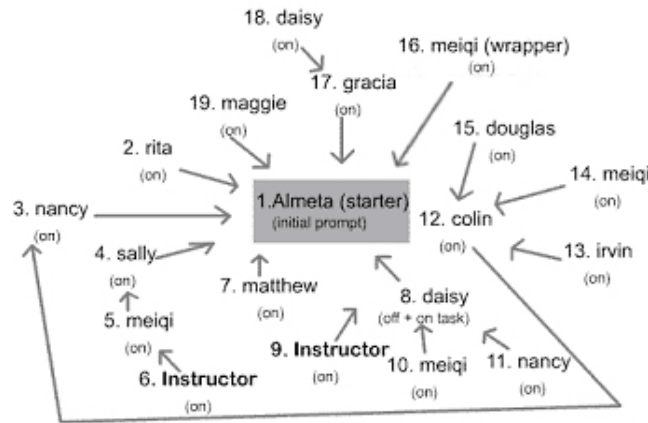 18. daisy
(on)
16. meiqi (wrapper)
(on)
17. gracia
(on)
19. maggie
(on)
15. douglas
(on)
2. rita
(on)
14. meiqi
(on)
1.Almeta (starter)
(initial prompt)
3. nancy
(on)
12. colin
(on)
4. sally
(on)
13. irvin
(on)
7. matthew
(on)
8. daisy
(off + on task)
5. meiqi
(on)
9. Instructor
(on)
10. meiqi
(on)
11. nancy
(on)
6. Instructor
(on)